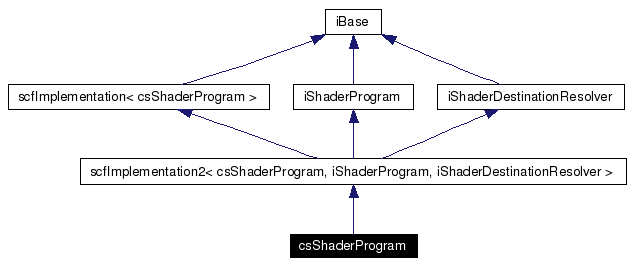 iBase
scfImplementation< csShaderProgram >
iShaderProgram
iShaderDestinationResolver
scfImplementation2< csShaderProgram, iShaderProgram, iShaderDestinationResolver >
csShaderProgram